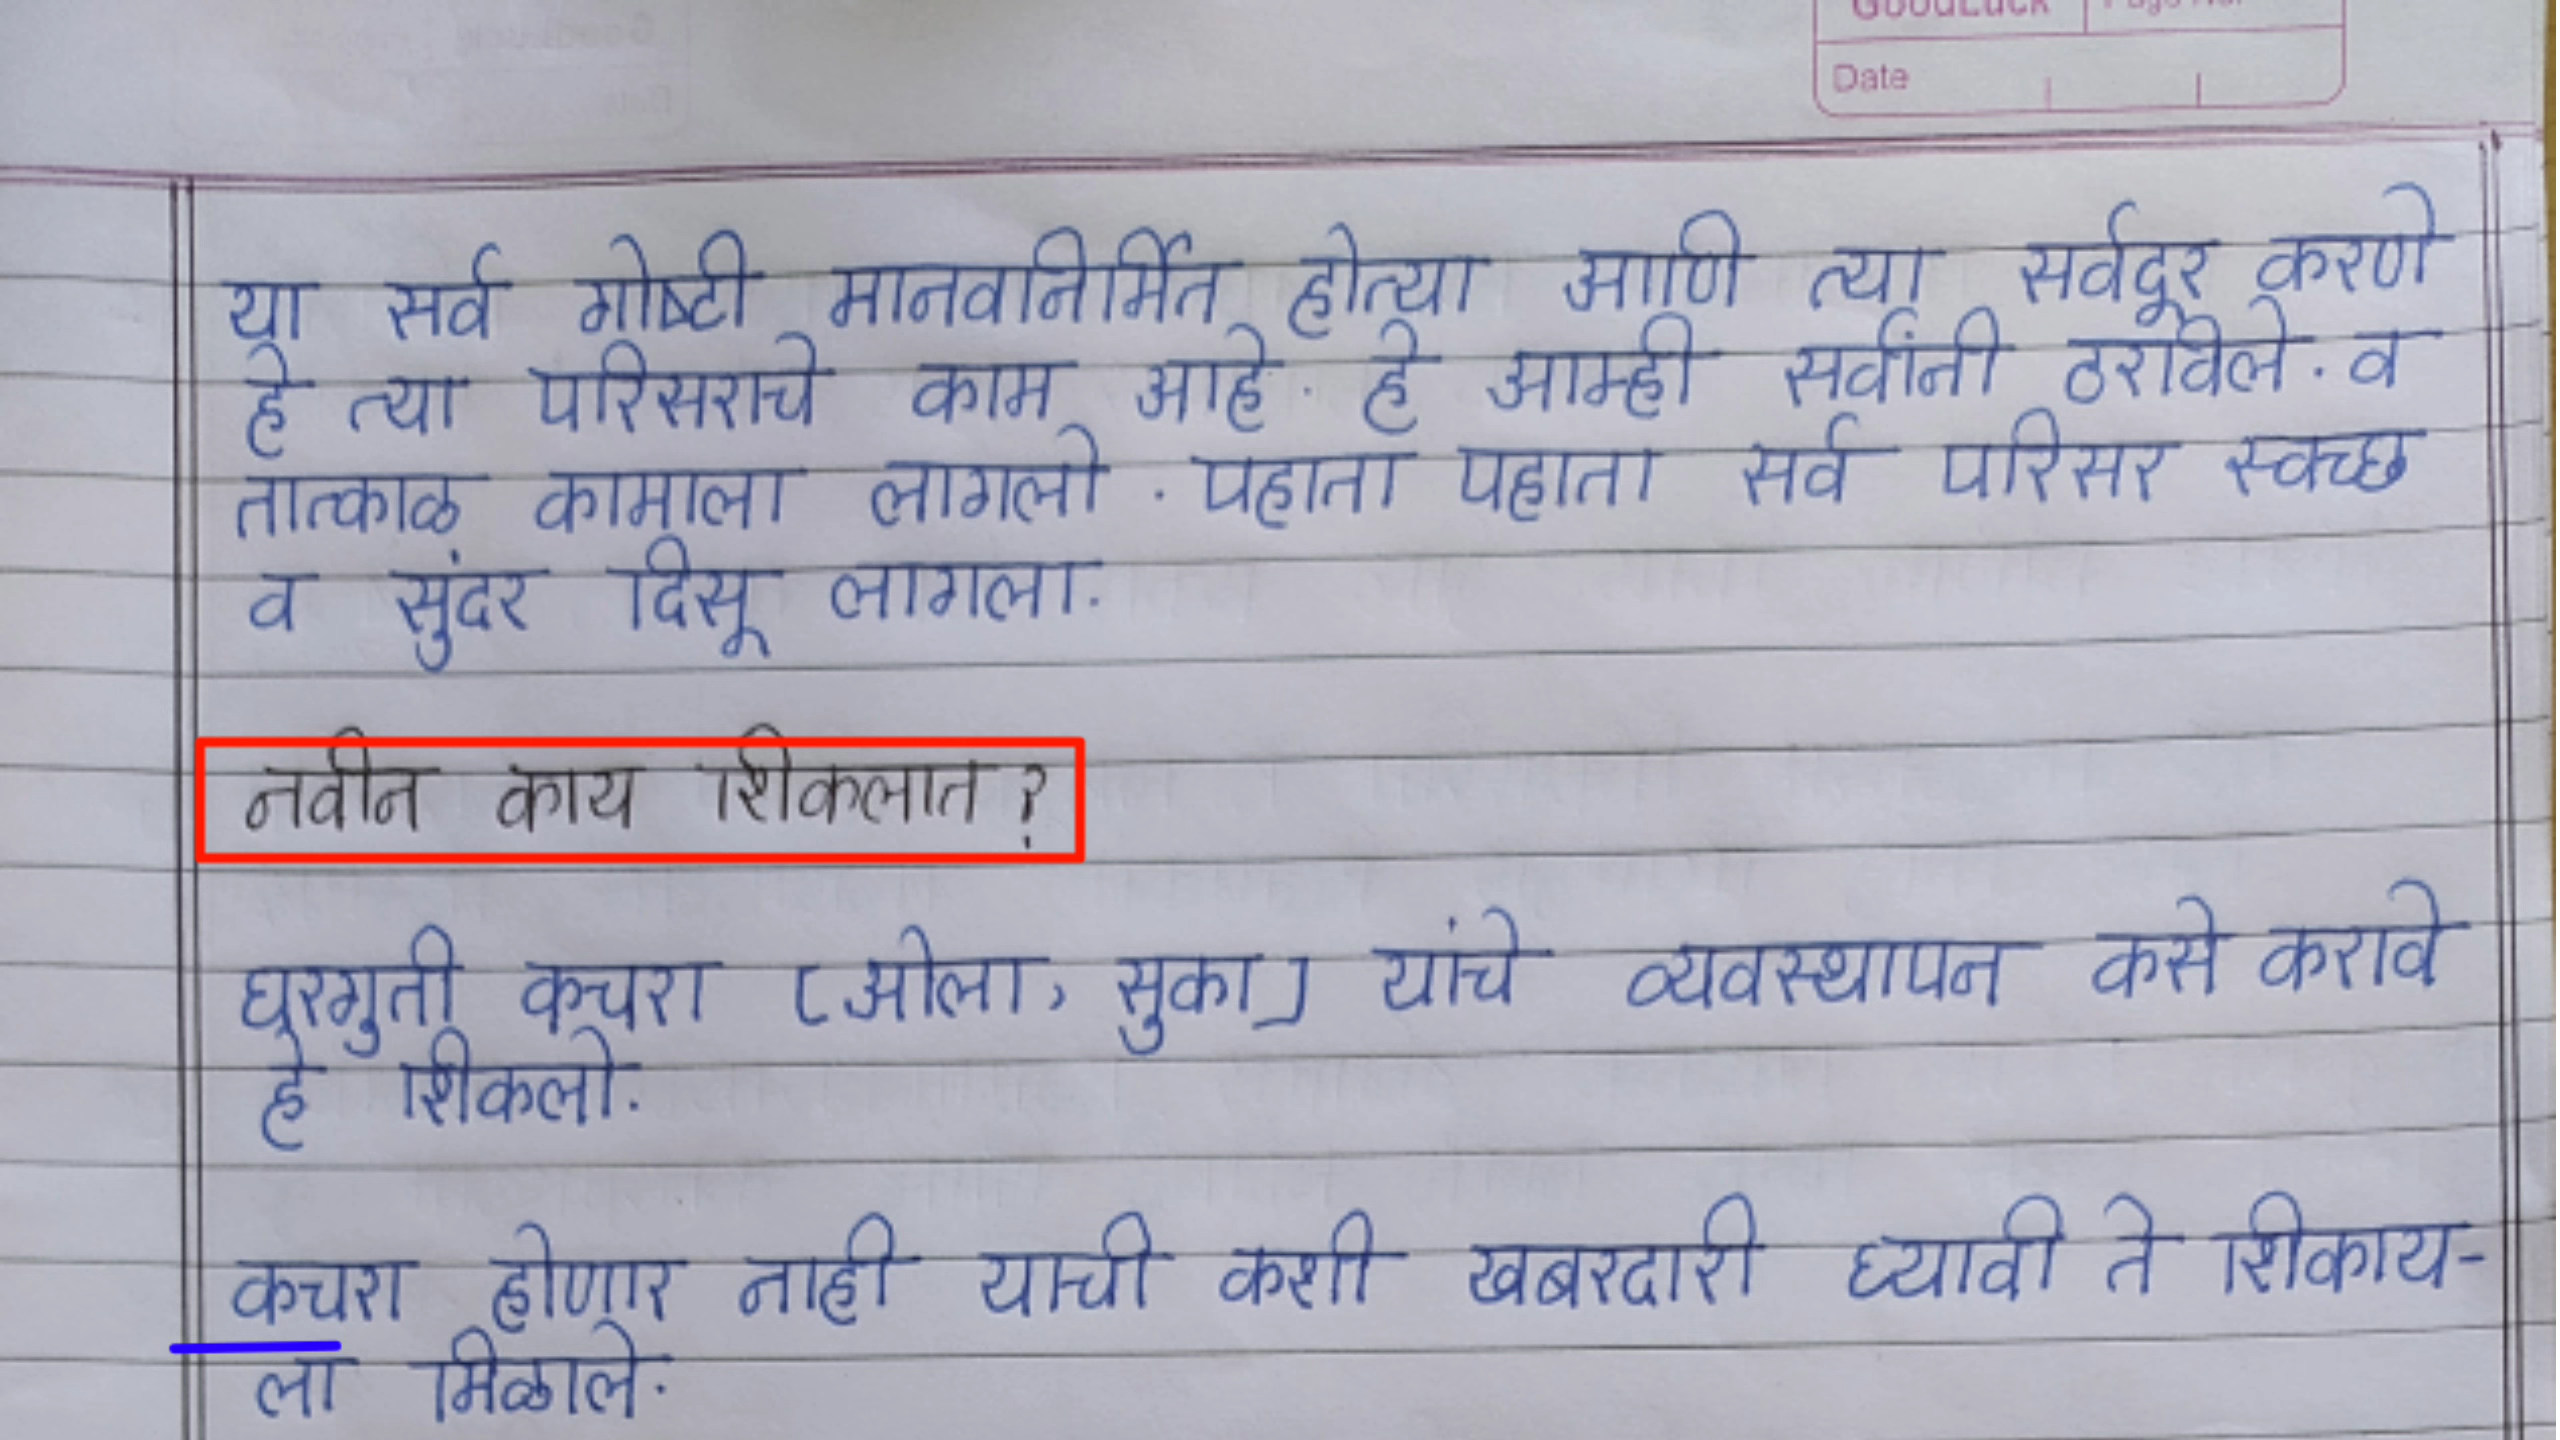 Date
या सर्व गोष्टी मानवनिर्मित होत्या आणि त्या सर्वदूर करणे
हे त्या परिसराचे काम आहे. हे आम्ही सर्वांनी ठरविले. व
तात्काळ कामाला लागलो. पहाता पहाता सर्व परिसर स्वच्छ
व सुंदर दिसू लागला.
नवीन काय शिकलात?
घरगुती कचरा [ओला, सुका] यांचे व्यवस्थापन कसे करावे
हे शिकलो.
कचरा होणार नाही याची कशी खबरदारी घ्यावी ते शिकाय-
ला मिळाले.